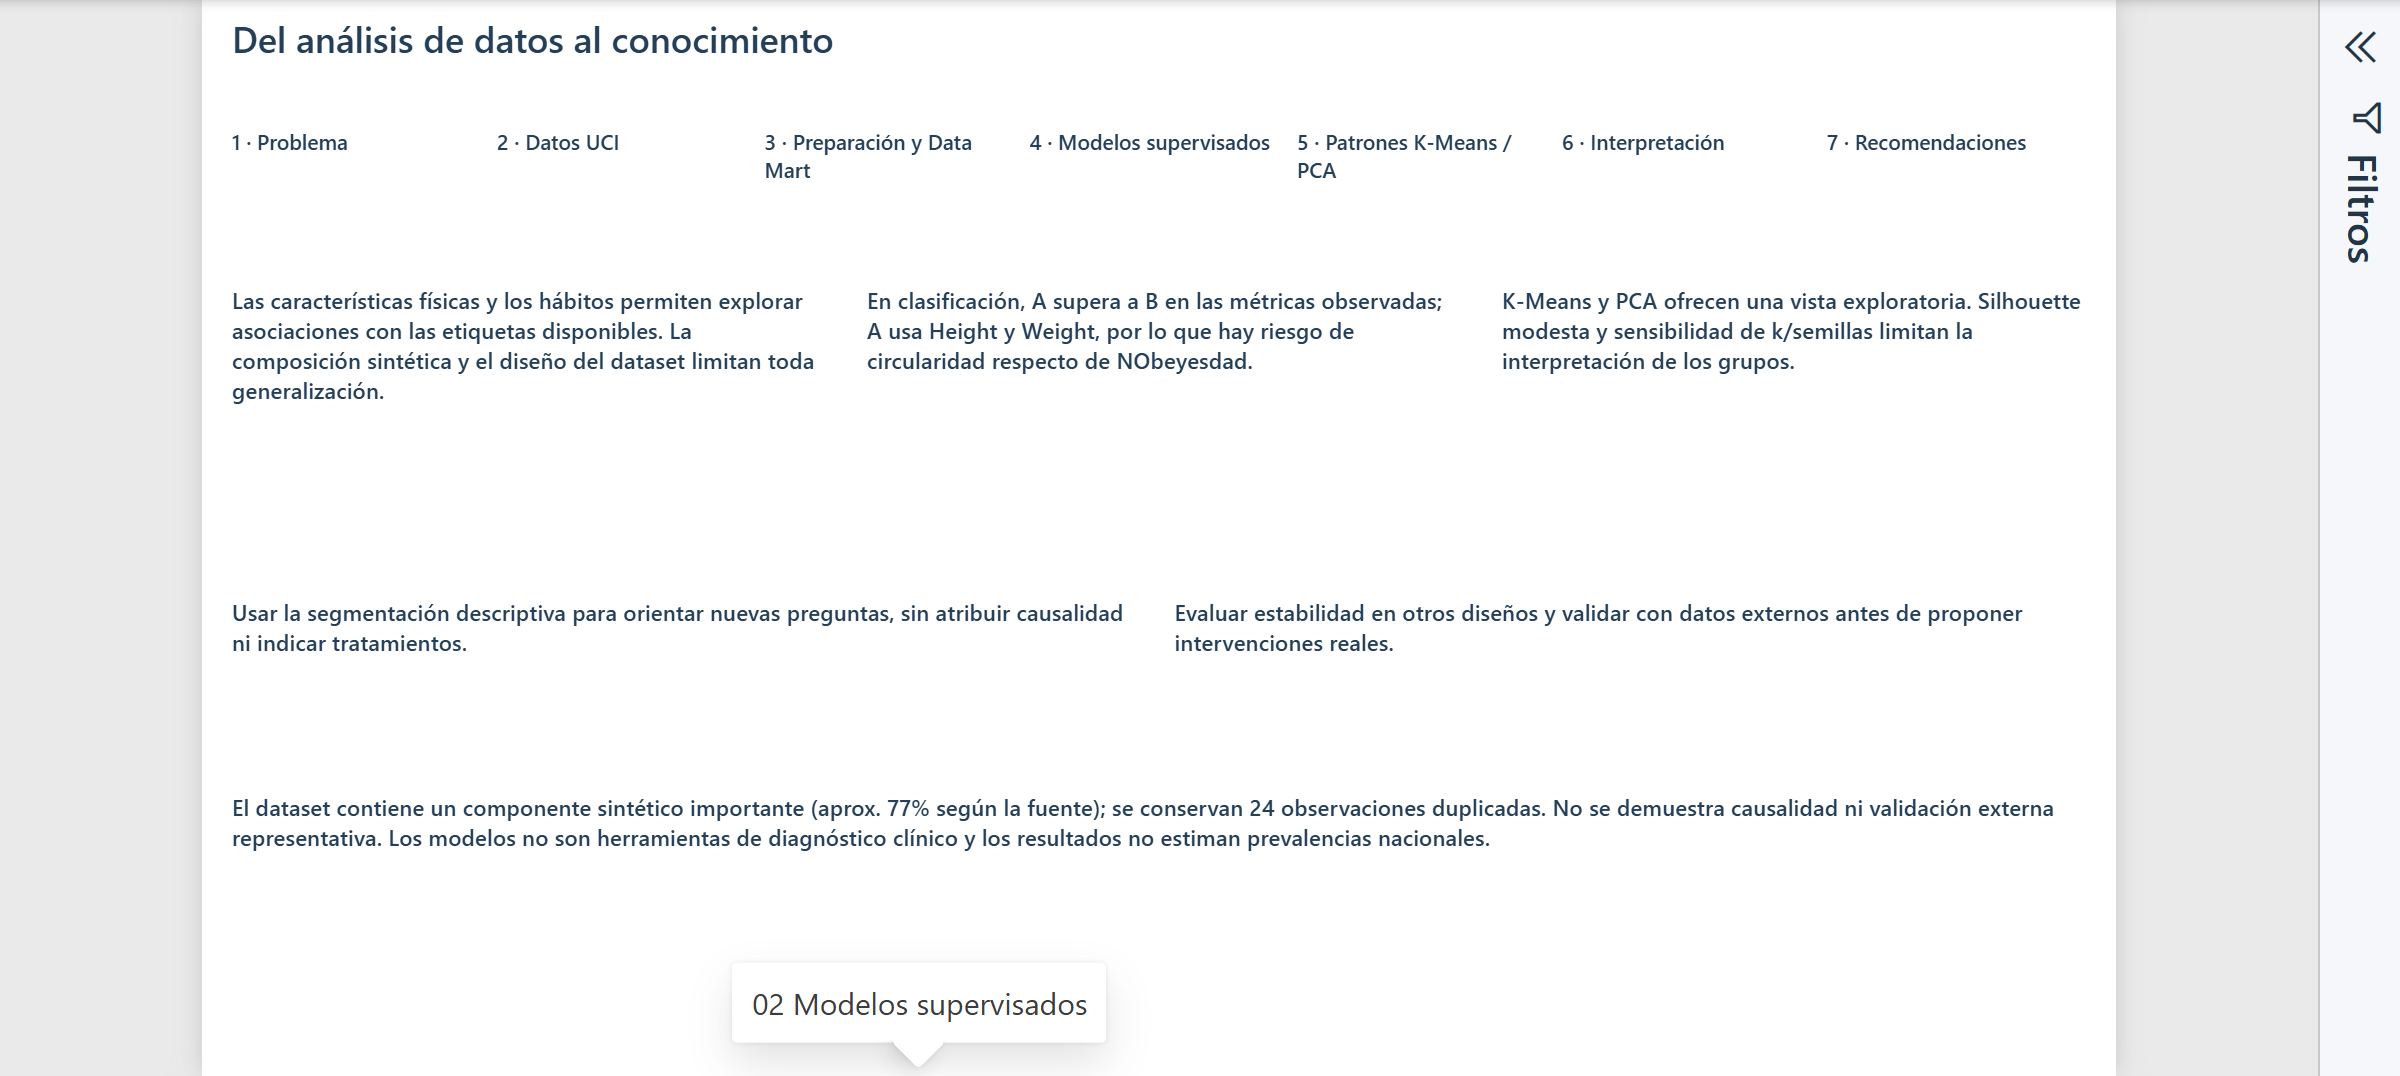 Del análisis de datos al conocimiento
1 · Problema
2 · Datos UCI
3 · Preparación y Data
Mart
4 · Modelos supervisados
5 · Patrones K-Means /
PCA
6 · Interpretación
7 · Recomendaciones
Las características físicas y los hábitos permiten explorar
asociaciones con las etiquetas disponibles. La
composición sintética y el diseño del dataset limitan toda
generalización.
En clasificación, A supera a B en las métricas observadas;
A usa Height y Weight, por lo que hay riesgo de
circularidad respecto de NObeyesdad.
K-Means y PCA ofrecen una vista exploratoria. Silhouette
modesta y sensibilidad de k/semillas limitan la
interpretación de los grupos.
Usar la segmentación descriptiva para orientar nuevas preguntas, sin atribuir causalidad
ni indicar tratamientos.
Evaluar estabilidad en otros diseños y validar con datos externos antes de proponer
intervenciones reales.
El dataset contiene un componente sintético importante (aprox. 77% según la fuente); se conservan 24 observaciones duplicadas. No se demuestra causalidad ni validación externa
representativa. Los modelos no son herramientas de diagnóstico clínico y los resultados no estiman prevalencias nacionales.
02 Modelos supervisados
Filtros